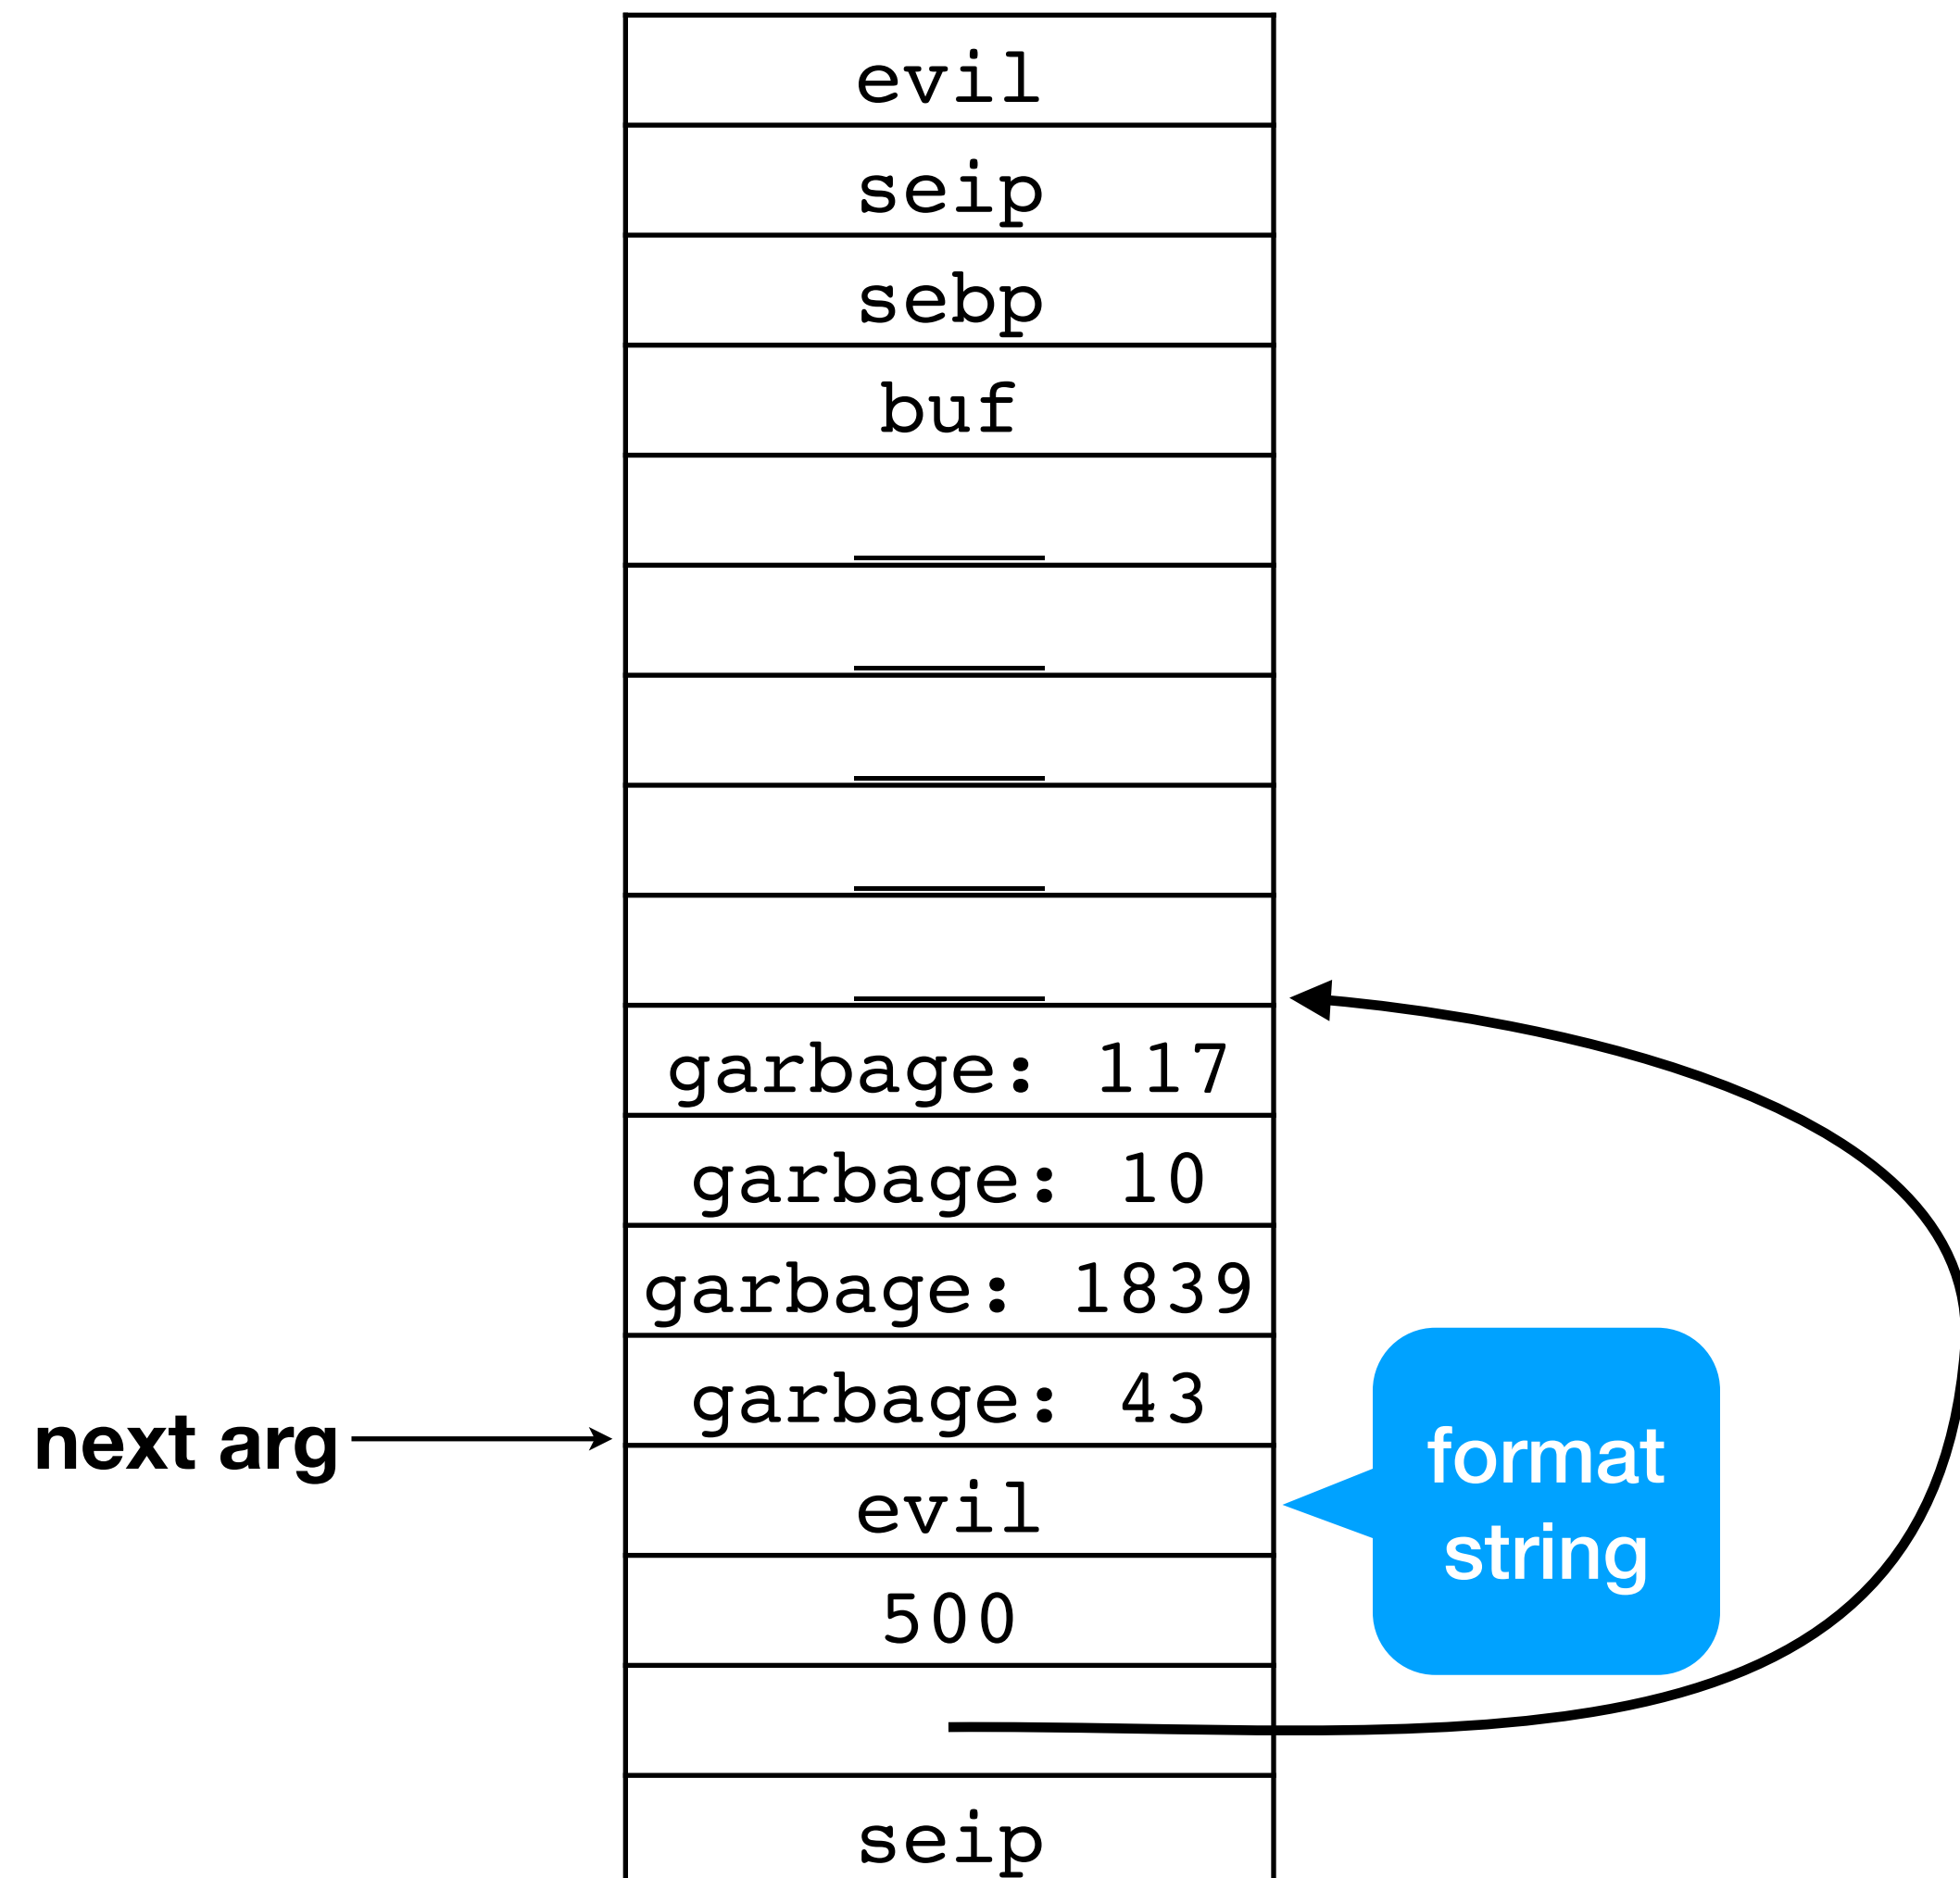 evil
seip
sebp
buf
garbage: 117
garbage: 10
garbage: 1839
garbage: 43
next arg
evil
format
string
500
seip